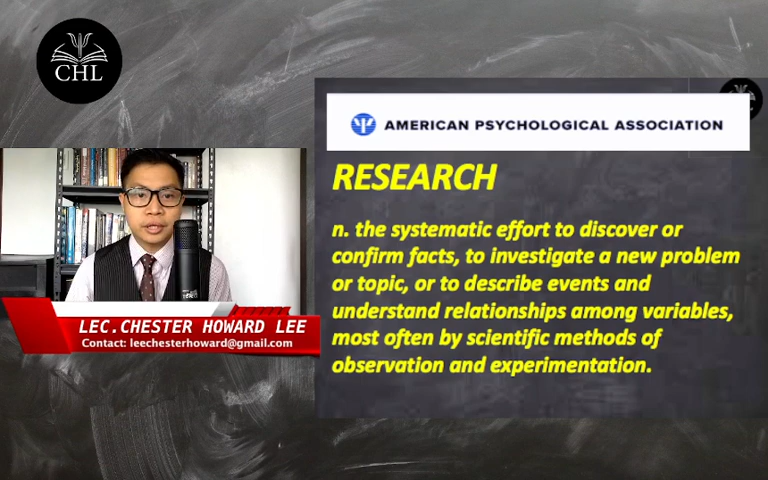 CHL
AMERICAN PSYCHOLOGICAL ASSOCIATION
RESEARCH
n. the systematic effort to discover or
confirm facts, to investigate a new problem
or topic, or to describe events and
understand relationships among variables,
most often by scientific methods of
observation and experimentation.
LEC.CHESTER HOWARD LEE
Contact: leechesterhoward@gmail.com